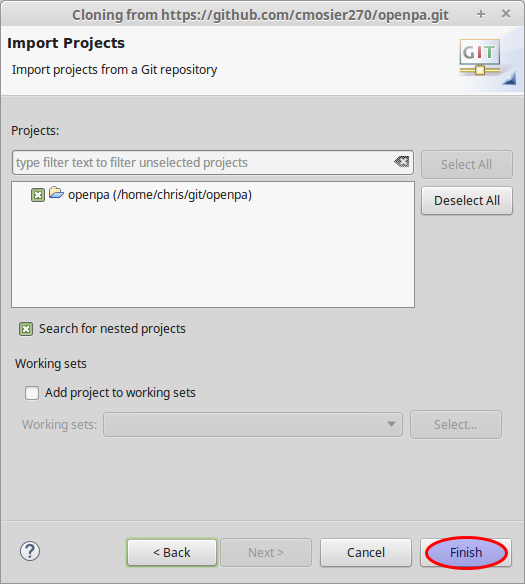 Cloning from https://github.com/cmosier270/openpa.git
Import Projects
Import projects from a Git repository
GIT
Projects:
type filter text to filter unselected projects
Select All
openpa (/home/chris/git/openpa)
Deselect All
Search for nested projects
Working sets
Add project to working sets
Working sets:
Select...
?
< Back
Next >
Cancel
Finish